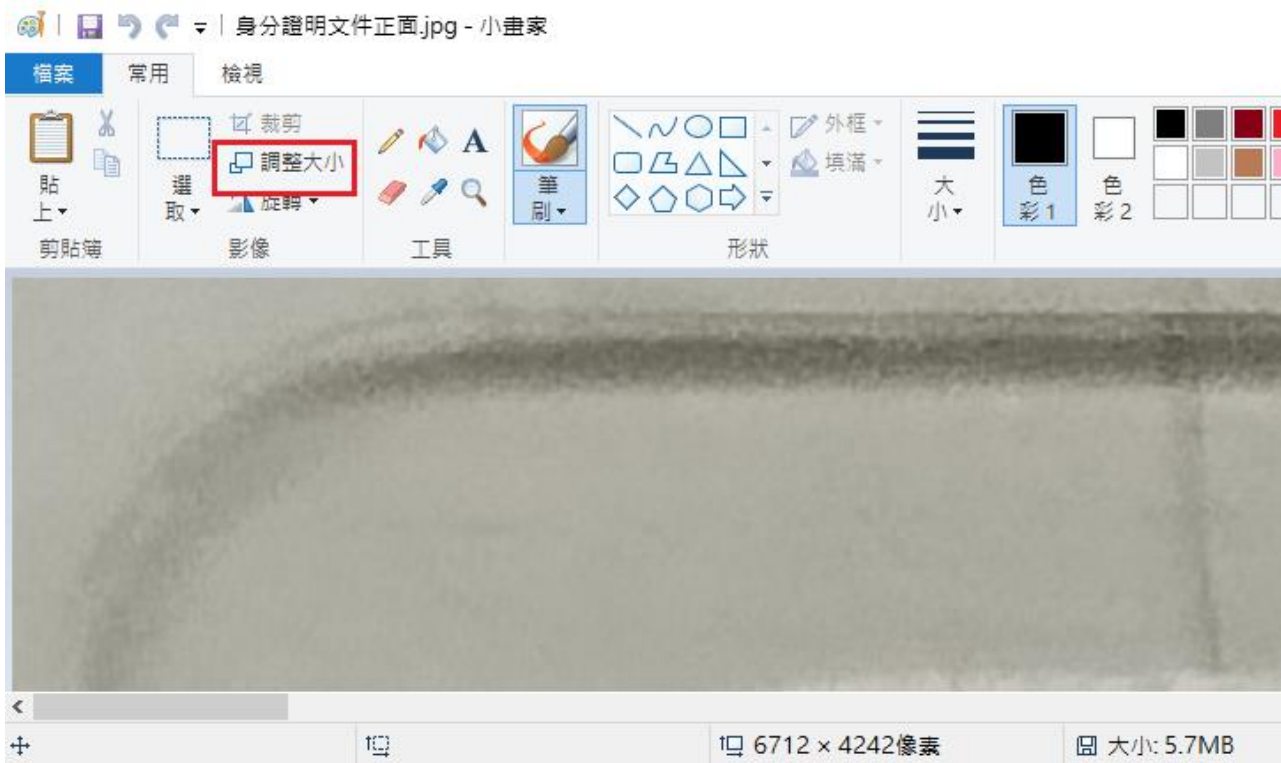 身分證明文件正面.jpg - 小畫家
檔案 常用 檢視
貼上
剪貼簿
選取
裁剪
調整大小
旋轉
影像
A
工具
筆刷
外框
填滿
形狀
大小
色彩 1
色彩 2
6712 × 4242像素
大小: 5.7MB